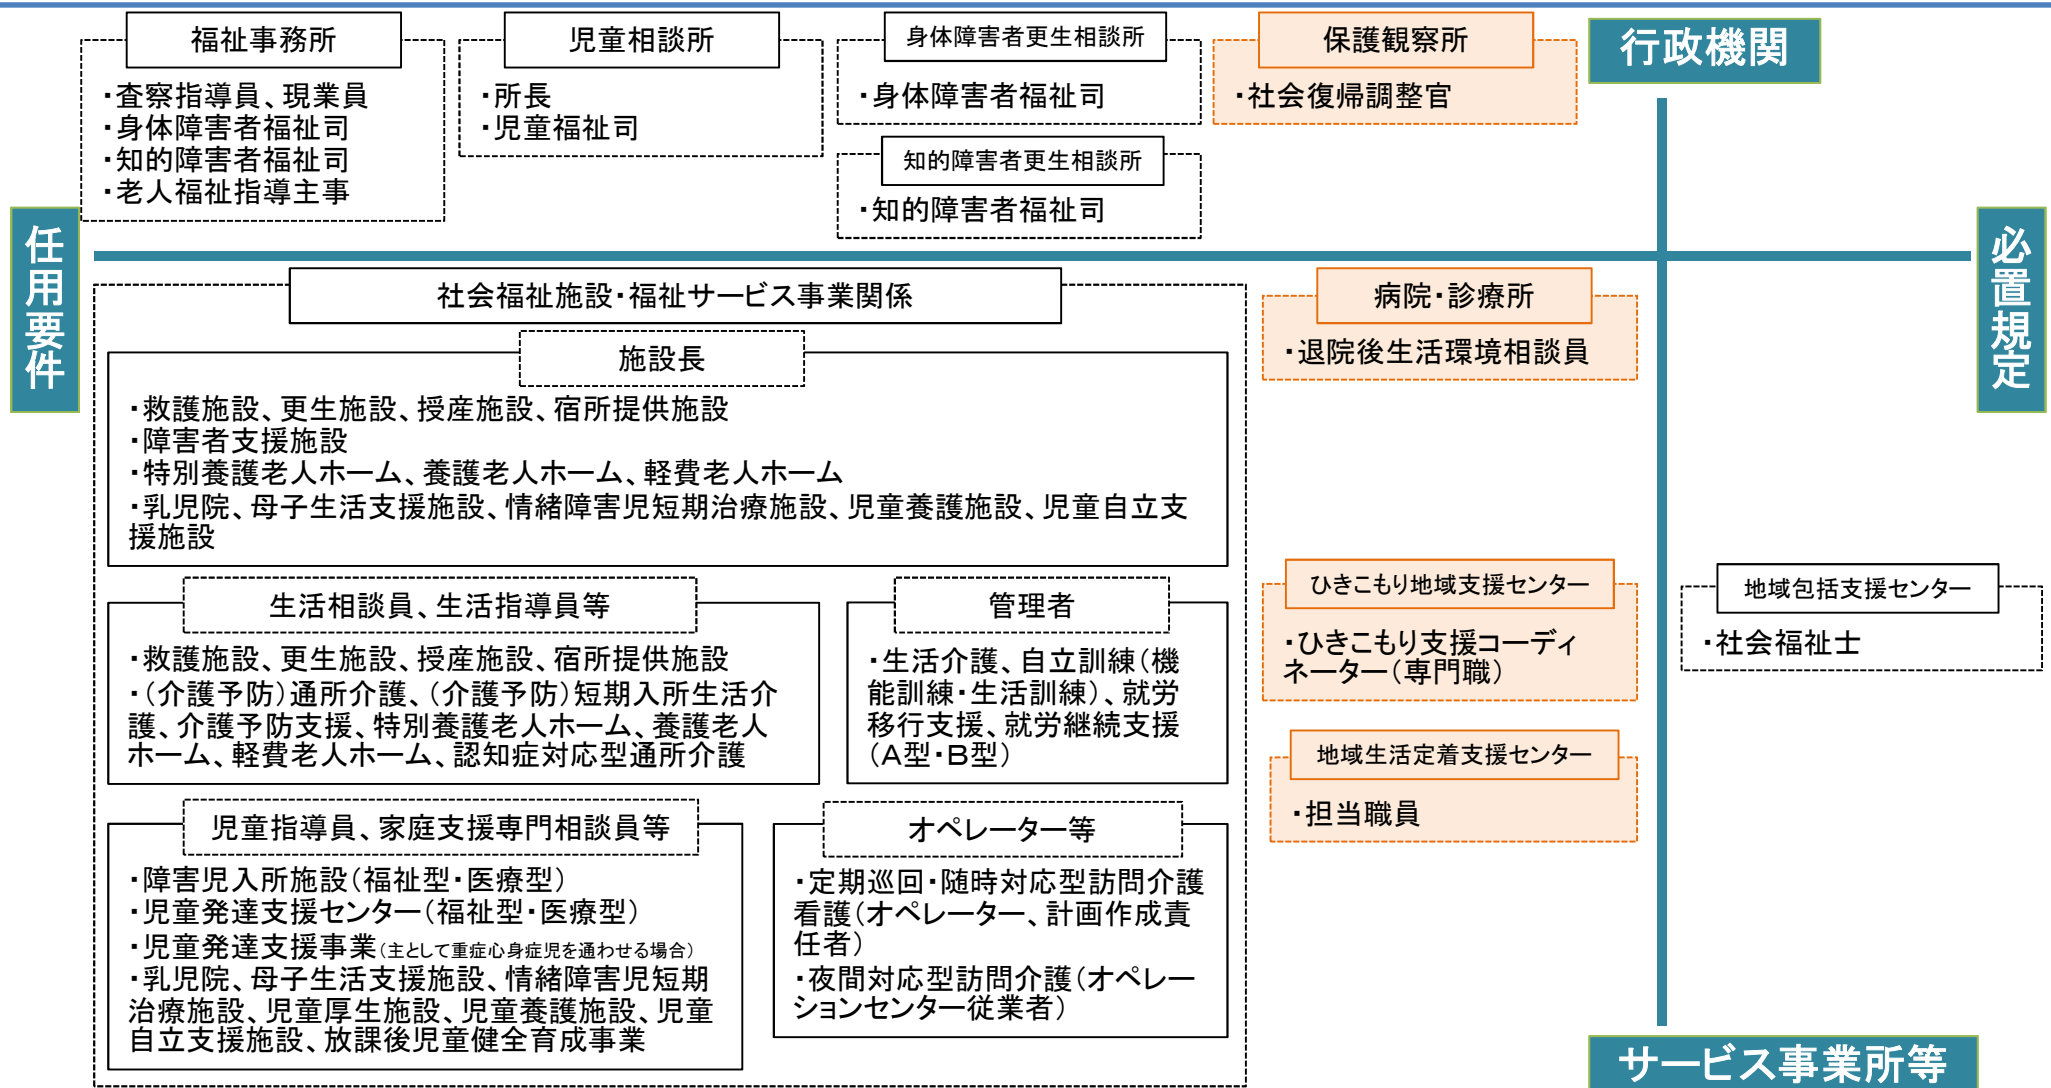 福祉事務所
・査察指導員、現業員
・身体障害者福祉司
・知的障害者福祉司
・老人福祉指導主事
児童相談所
・所長
・児童福祉司
身体障害者更生相談所
・身体障害者福祉司
知的障害者更生相談所
・知的障害者福祉司
保護観察所
・社会復帰調整官
行政機関
任用要件
必置規定
社会福祉施設・福祉サービス事業関係
施設長
・救護施設、更生施設、授産施設、宿所提供施設
・障害者支援施設
・特別養護老人ホーム、養護老人ホーム、軽費老人ホーム
・乳児院、母子生活支援施設、情緒障害児短期治療施設、児童養護施設、児童自立支
援施設
生活相談員、生活指導員等
・救護施設、更生施設、授産施設、宿所提供施設
・（介護予防）通所介護、（介護予防）短期入所生活介
護、介護予防支援、特別養護老人ホーム、養護老人
ホーム、軽費老人ホーム、認知症対応型通所介護
管理者
・生活介護、自立訓練（機
能訓練・生活訓練）、就労
移行支援、就労継続支援
（A型・B型）
児童指導員、家庭支援専門相談員等
・障害児入所施設（福祉型・医療型）
・児童発達支援センター（福祉型・医療型）
・児童発達支援事業（主として重症心身症児を通わせる場合）
・乳児院、母子生活支援施設、情緒障害児短期
治療施設、児童厚生施設、児童養護施設、児童
自立支援施設、放課後児童健全育成事業
オペレーター等
・定期巡回・随時対応型訪問介護
看護（オペレーター、計画作成責
任者）
・夜間対応型訪問介護（オペレー
ションセンター従業者）
病院・診療所
・退院後生活環境相談員
ひきこもり地域支援センター
・ひきこもり支援コーディ
ネーター（専門職）
地域生活定着支援センター
・担当職員
地域包括支援センター
・社会福祉士
サービス事業所等